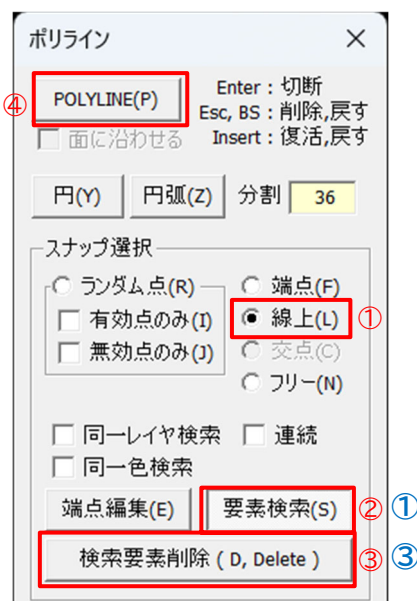 ポリライン ×
④ POLYLINE(P) Enter : 切断
Esc, BS : 削除,戻す
面に沿わせる Insert : 復活,戻す
円(Y) 円弧(Z) 分割 36
スナップ選択
ランダム点(R) 端点(F)
有効点のみ(I) 線上(L) ①
無効点のみ(J) 交点(C)
フリー(N)
同一レイヤ検索 連続
同一色検索
端点編集(E) 要素検索(S) ② ①
検索要素削除 ( D, Delete ) ③ ③